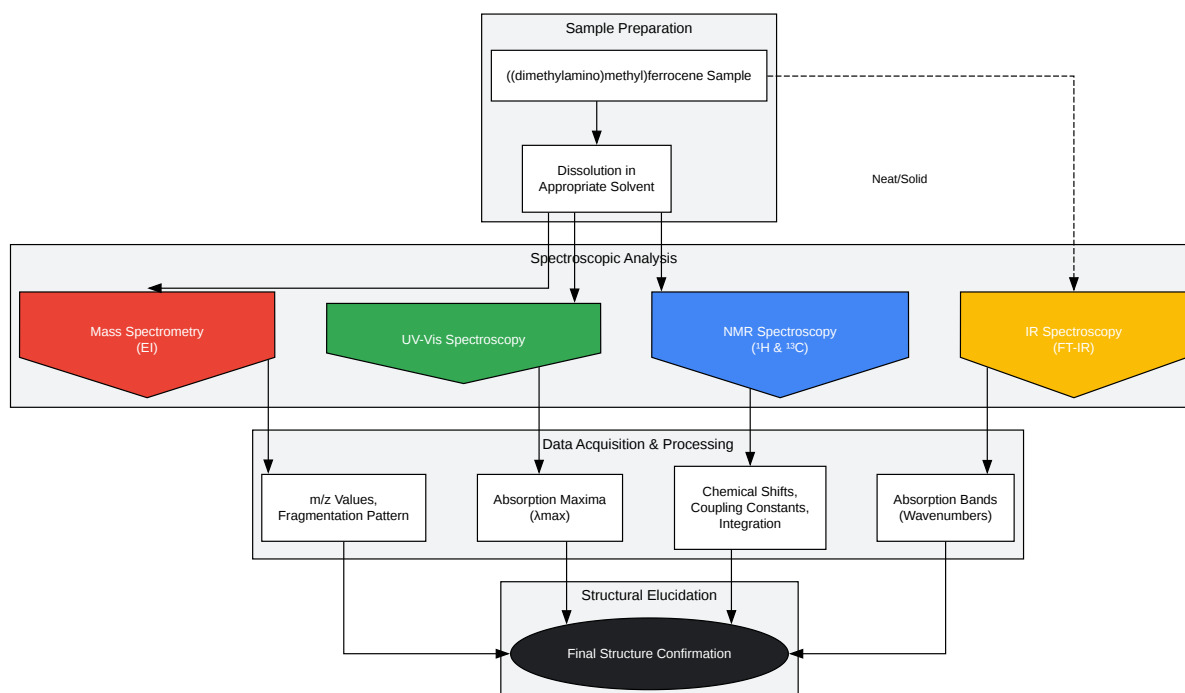 Sample Preparation
((dimethylamino)methyl)ferrocene Sample
Dissolution in
Appropriate Solvent
Neat/Solid
Spectroscopic Analysis
Mass Spectrometry
(EI)
UV-Vis Spectroscopy
NMR Spectroscopy
(¹H & ¹³C)
IR Spectroscopy
(FT-IR)
Data Acquisition & Processing
m/z Values,
Fragmentation Pattern
Absorption Maxima
(λmax)
Chemical Shifts,
Coupling Constants,
Integration
Absorption Bands
(Wavenumbers)
Structural Elucidation
Final Structure Confirmation